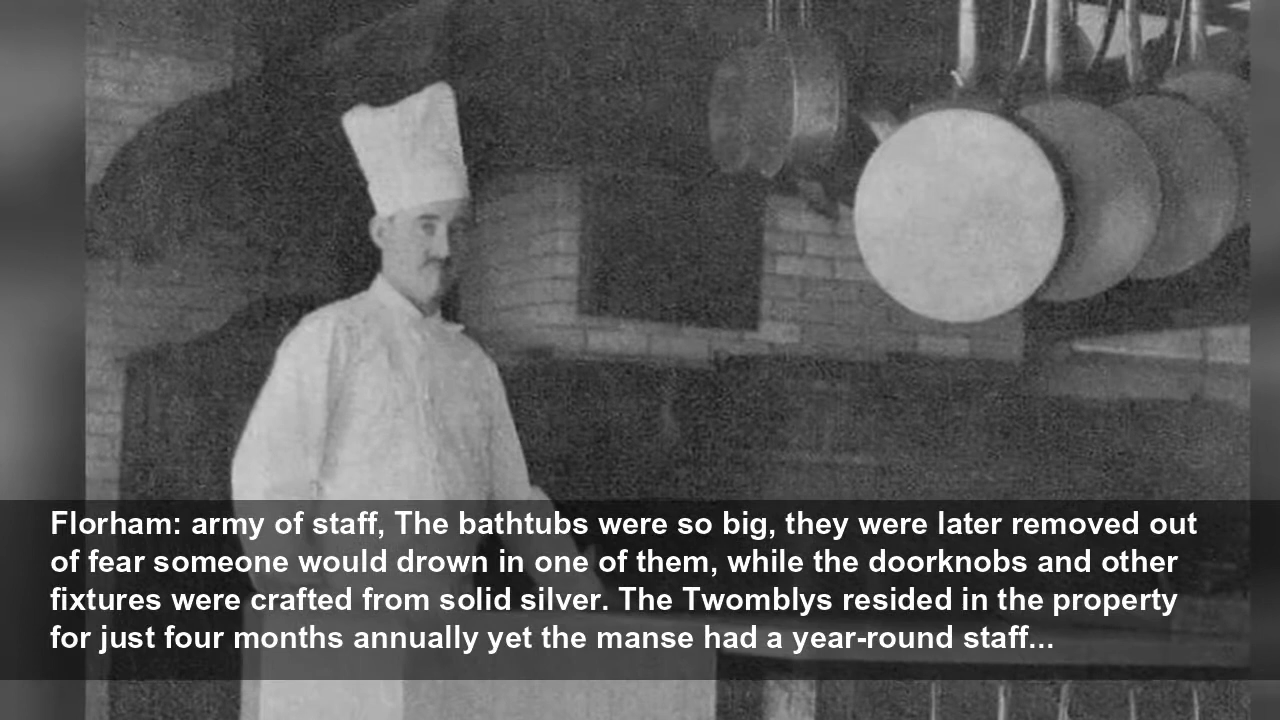 Florham: army of staff, The bathtubs were so big, they were later removed out
of fear someone would drown in one of them, while the doorknobs and other
fixtures were crafted from solid silver. The Twomblys resided in the property
for just four months annually yet the manse had a year-round staff...